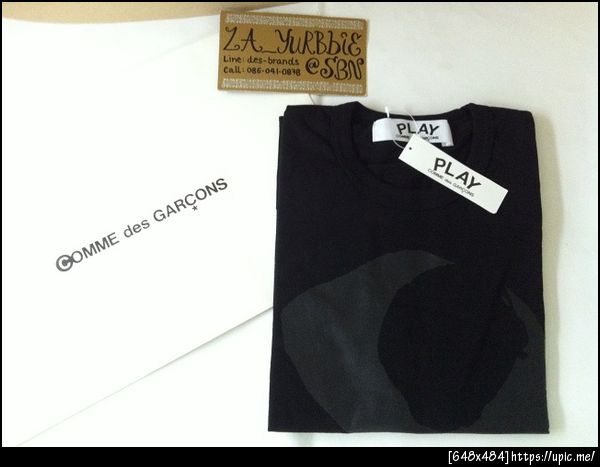 ZA_YURBBiE
@SBN
Line: des-brands
Call: 086-041-0878
PLAY
COMME des GARÇONS
PLAY
COMME des GARÇONS
COMME des GARÇONS
*
[648x484]https://upic.me/